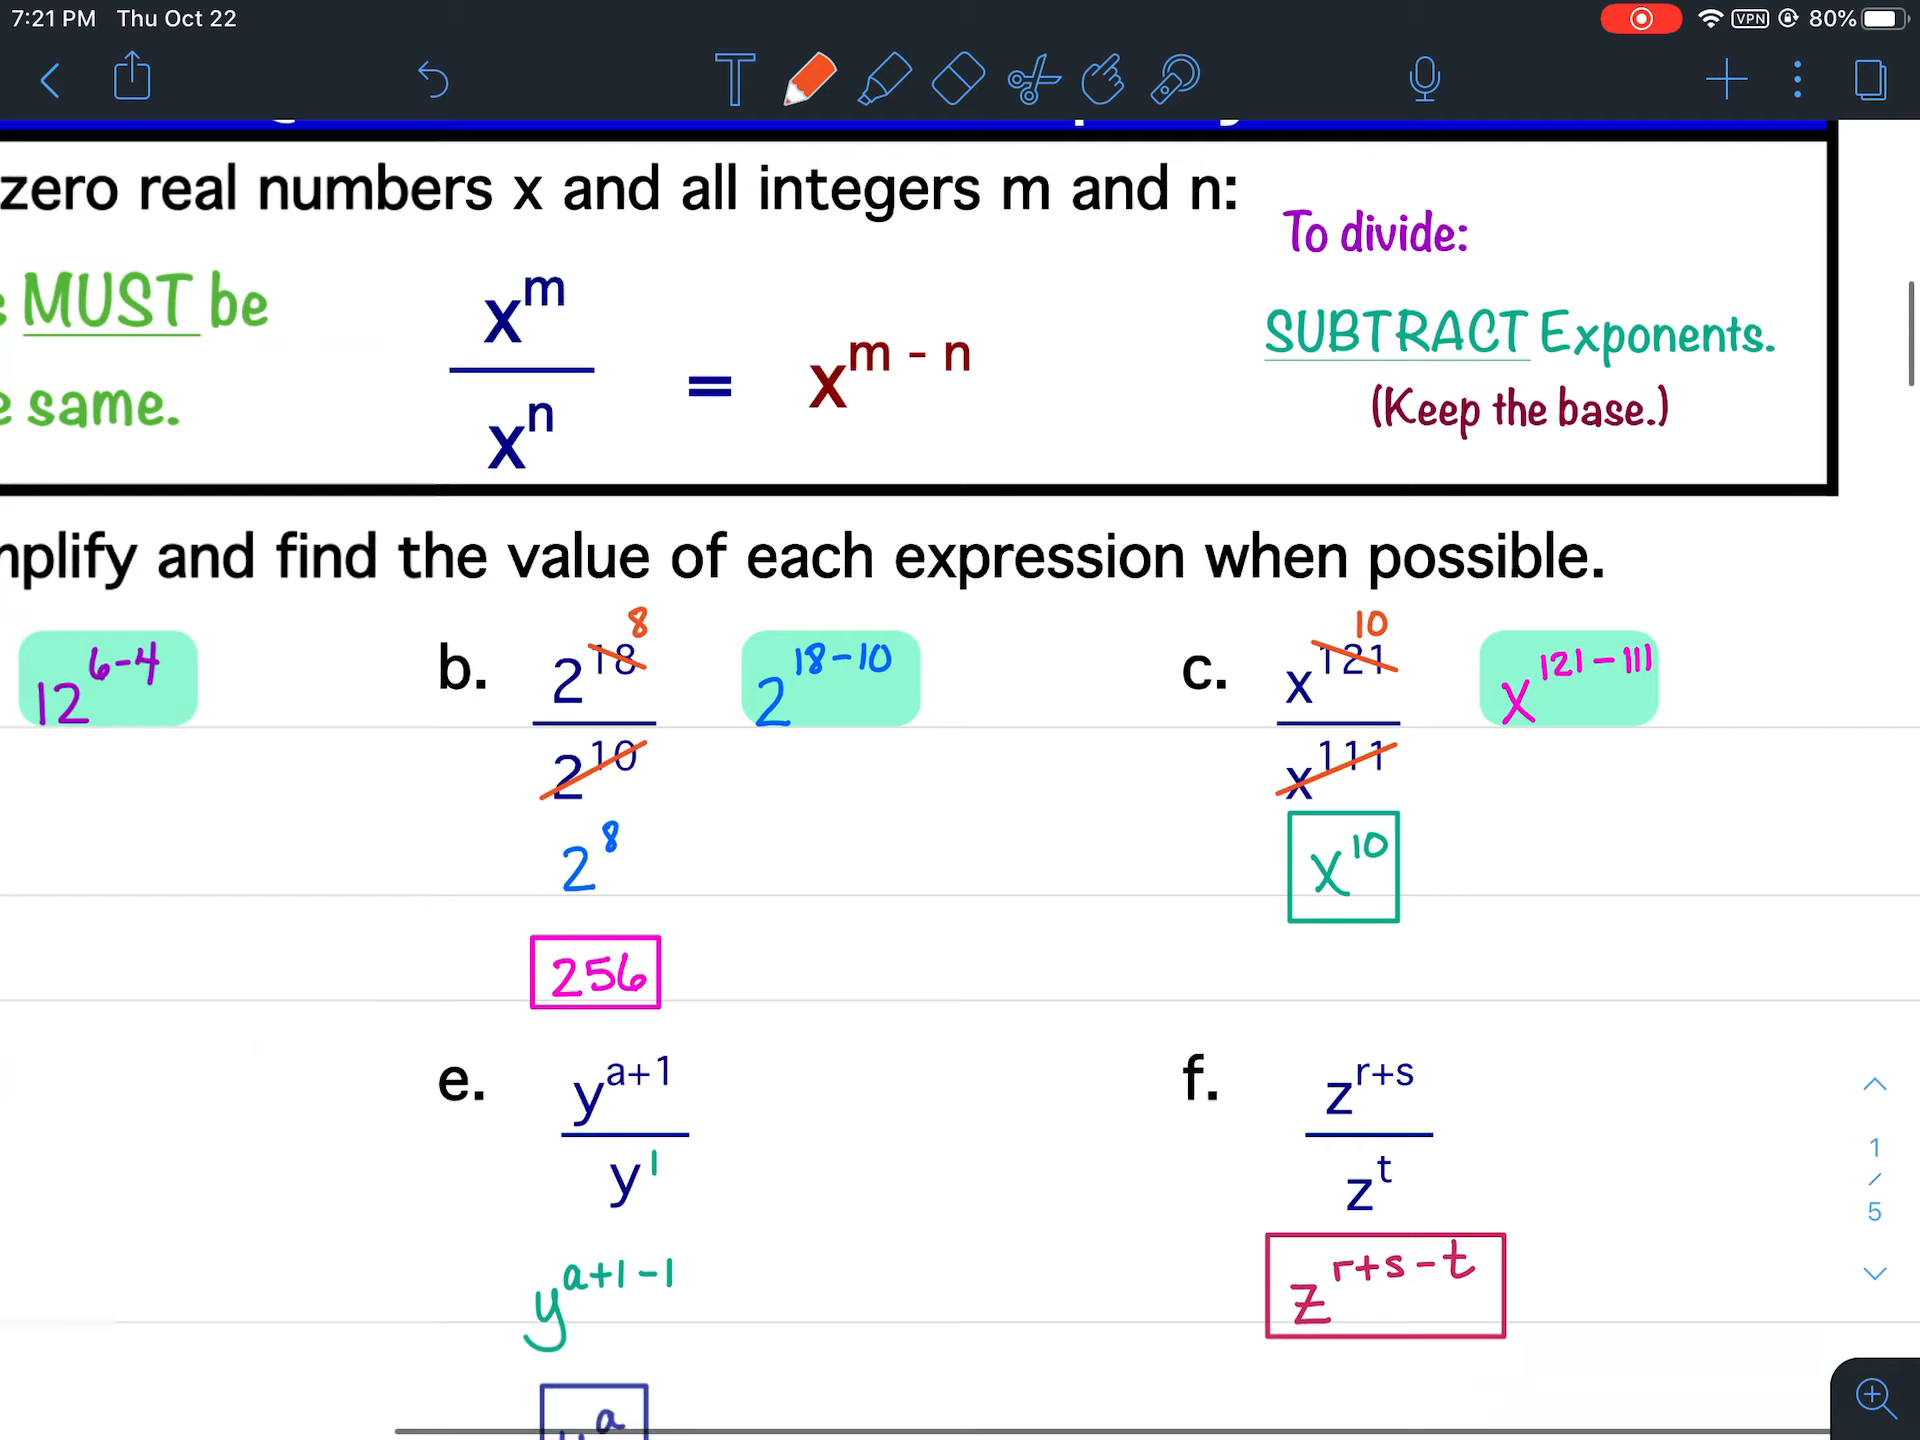 7:21 PM Thu Oct 22
VPN 80%
zero real numbers x and all integers m and n:
To divide:
MUST be
same.
x^m
x^n
= x^(m - n)
SUBTRACT Exponents.
(Keep the base.)
and find the value of each expression when possible.
12^(6-4)
b. 2^18 8
2^10
2^(18-10)
2^8
256
c. x^121 10
x^111
x^(121-111)
x^10
e. y^(a+1)
y^1
y^(a+1-1)
a
f. z^(r+s)
z^t
z^(r+s-t)
1
/
5